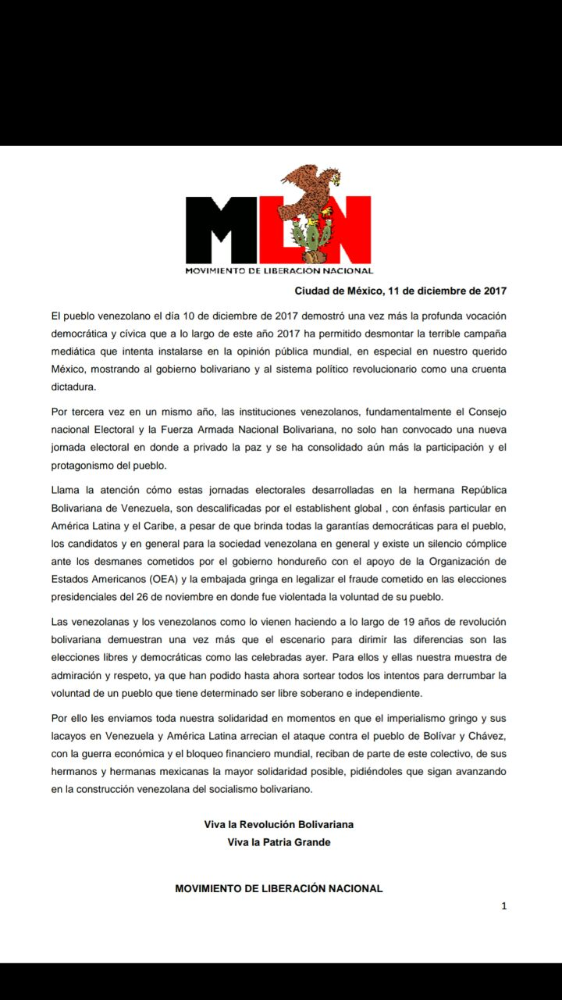 MLN
MOVIMIENTO DE LIBERACION NACIONAL
Ciudad de México, 11 de diciembre de 2017
El pueblo venezolano el día 10 de diciembre de 2017 demostró una vez más la profunda vocación
democrática y cívica que a lo largo de este año 2017 ha permitido desmontar la terrible campaña
mediática que intenta instalarse en la opinión pública mundial, en especial en nuestro querido
México, mostrando al gobierno bolivariano y al sistema político revolucionario como una cruenta
dictadura.
Por tercera vez en un mismo año, las instituciones venezolanos, fundamentalmente el Consejo
nacional Electoral y la Fuerza Armada Nacional Bolivariana, no solo han convocado una nueva
jornada electoral en donde a privado la paz y se ha consolidado aún más la participación y el
protagonismo del pueblo.
Llama la atención cómo estas jornadas electorales desarrolladas en la hermana República
Bolivariana de Venezuela, son descalificadas por el establishent global , con énfasis particular en
América Latina y el Caribe, a pesar de que brinda todas la garantías democráticas para el pueblo,
los candidatos y en general para la sociedad venezolana en general y existe un silencio cómplice
ante los desmanes cometidos por el gobierno hondureño con el apoyo de la Organización de
Estados Americanos (OEA) y la embajada gringa en legalizar el fraude cometido en las elecciones
presidenciales del 26 de noviembre en donde fue violentada la voluntad de su pueblo.
Las venezolanas y los venezolanos como lo vienen haciendo a lo largo de 19 años de revolución
bolivariana demuestran una vez más que el escenario para dirimir las diferencias son las
elecciones libres y democráticas como las celebradas ayer. Para ellos y ellas nuestra muestra de
admiración y respeto, ya que han podido hasta ahora sortear todos los intentos para derrumbar la
voluntad de un pueblo que tiene determinado ser libre soberano e independiente.
Por ello les enviamos toda nuestra solidaridad en momentos en que el imperialismo gringo y sus
lacayos en Venezuela y América Latina arrecian el ataque contra el pueblo de Bolívar y Chávez,
con la guerra económica y el bloqueo financiero mundial, reciban de parte de este colectivo, de sus
hermanos y hermanas mexicanas la mayor solidaridad posible, pidiéndoles que sigan avanzando
en la construcción venezolana del socialismo bolivariano.
Viva la Revolución Bolivariana
Viva la Patria Grande
MOVIMIENTO DE LIBERACIÓN NACIONAL
1